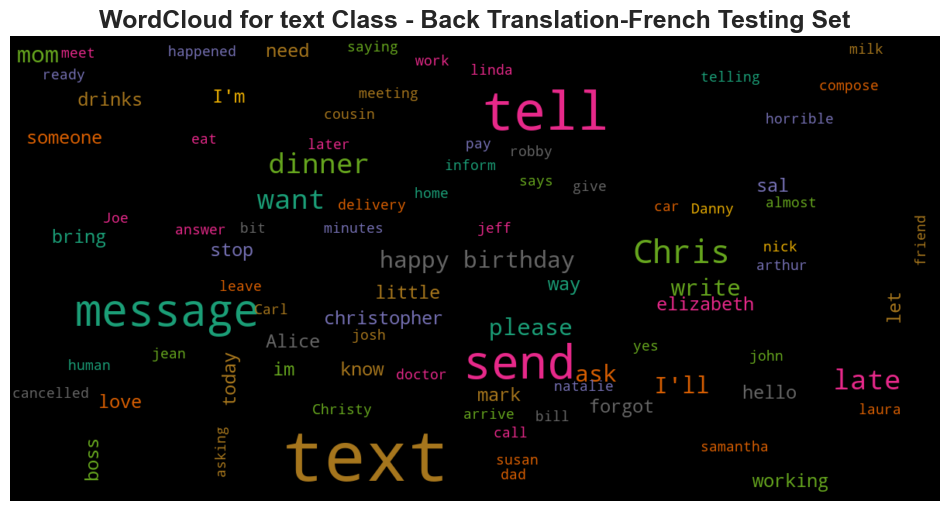 WordCloud for text Class - Back Translation-French Testing Set
mom meet happened need saying work linda milk
ready drinks I'm meeting cousin telling compose
someone eat later tell horrible
dinner pay robby inform says give sal
want delivery home car Danny almost
Joe answer bit minutes jeff nick friend
bring stop happy birthday Chris arthur
leave little way write elizabeth let
message Carl christopher please
Alice josh yes john
human jean im know doctor send ask natalie I'll hello late
cancelled love today Christy mark arrive bill forgot laura
boss asking text call susan dad samantha working